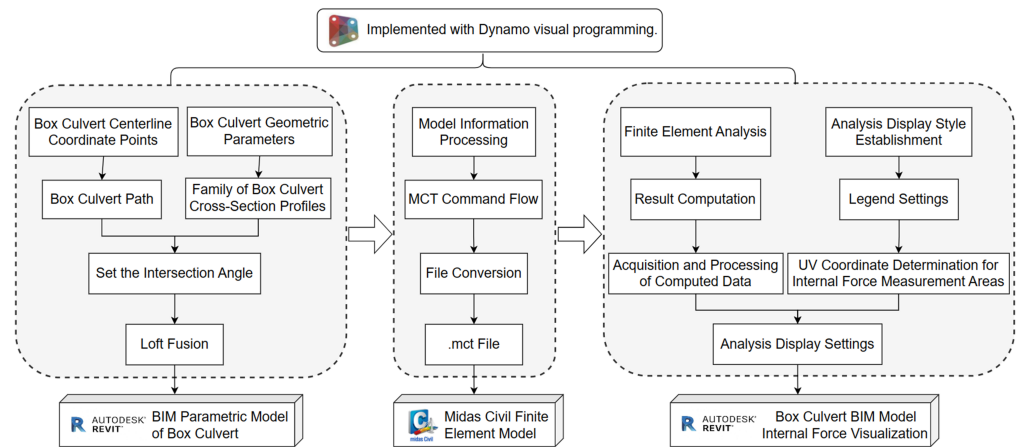 Implemented with Dynamo visual programming.
Box Culvert Centerline
Coordinate Points
Box Culvert Geometric
Parameters
Box Culvert Path
Family of Box Culvert
Cross-Section Profiles
Set the Intersection Angle
Loft Fusion
Model Information
Processing
MCT Command Flow
File Conversion
.mct File
Finite Element Analysis
Analysis Display Style
Establishment
Result Computation
Legend Settings
Acquisition and Processing
of Computed Data
UV Coordinate Determination for
Internal Force Measurement Areas
Analysis Display Settings
R AUTODESK®
REVIT®
BIM Parametric Model
of Box Culvert
C
midas Civil
Midas Civil Finite
Element Model
R AUTODESK®
REVIT®
Box Culvert BIM Model
Internal Force Visualization